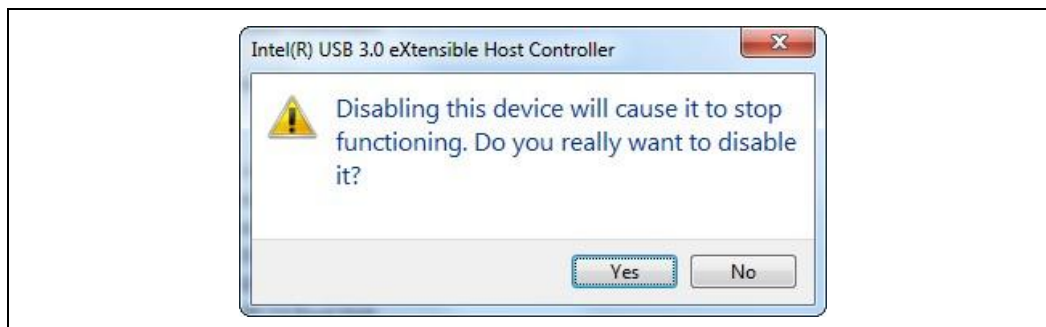 Intel(R) USB 3.0 eXtensible Host Controller
Disabling this device will cause it to stop
functioning. Do you really want to disable
it?
Yes No